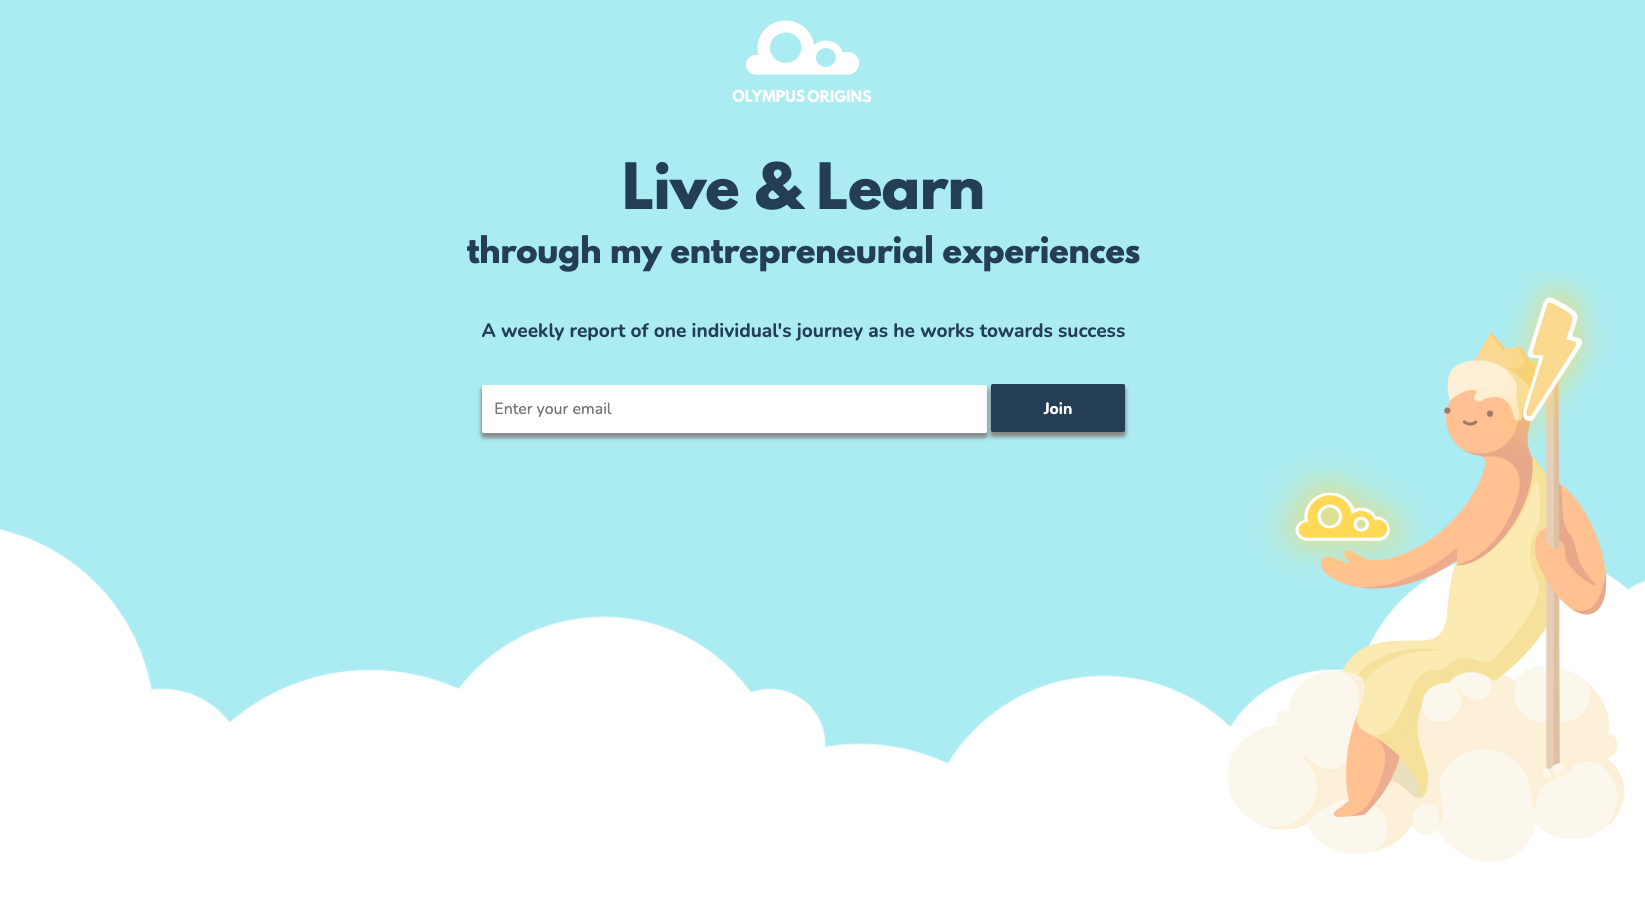 OLYMPUS ORIGINS
Live & Learn
through my entrepreneurial experiences
A weekly report of one individual's journey as he works towards success
Enter your email
Join